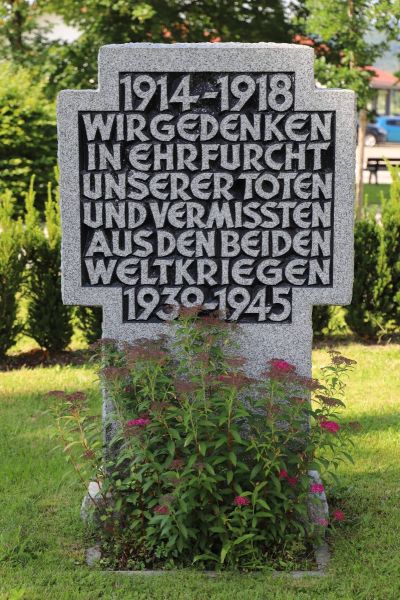 1914-1918
WIR GEDENKEN
IN EHRFURCHT
UNSERER TOTEN
UND VERMISSTEN
AUS DEN BEIDEN
WELTKRIEGEN
1939-1945